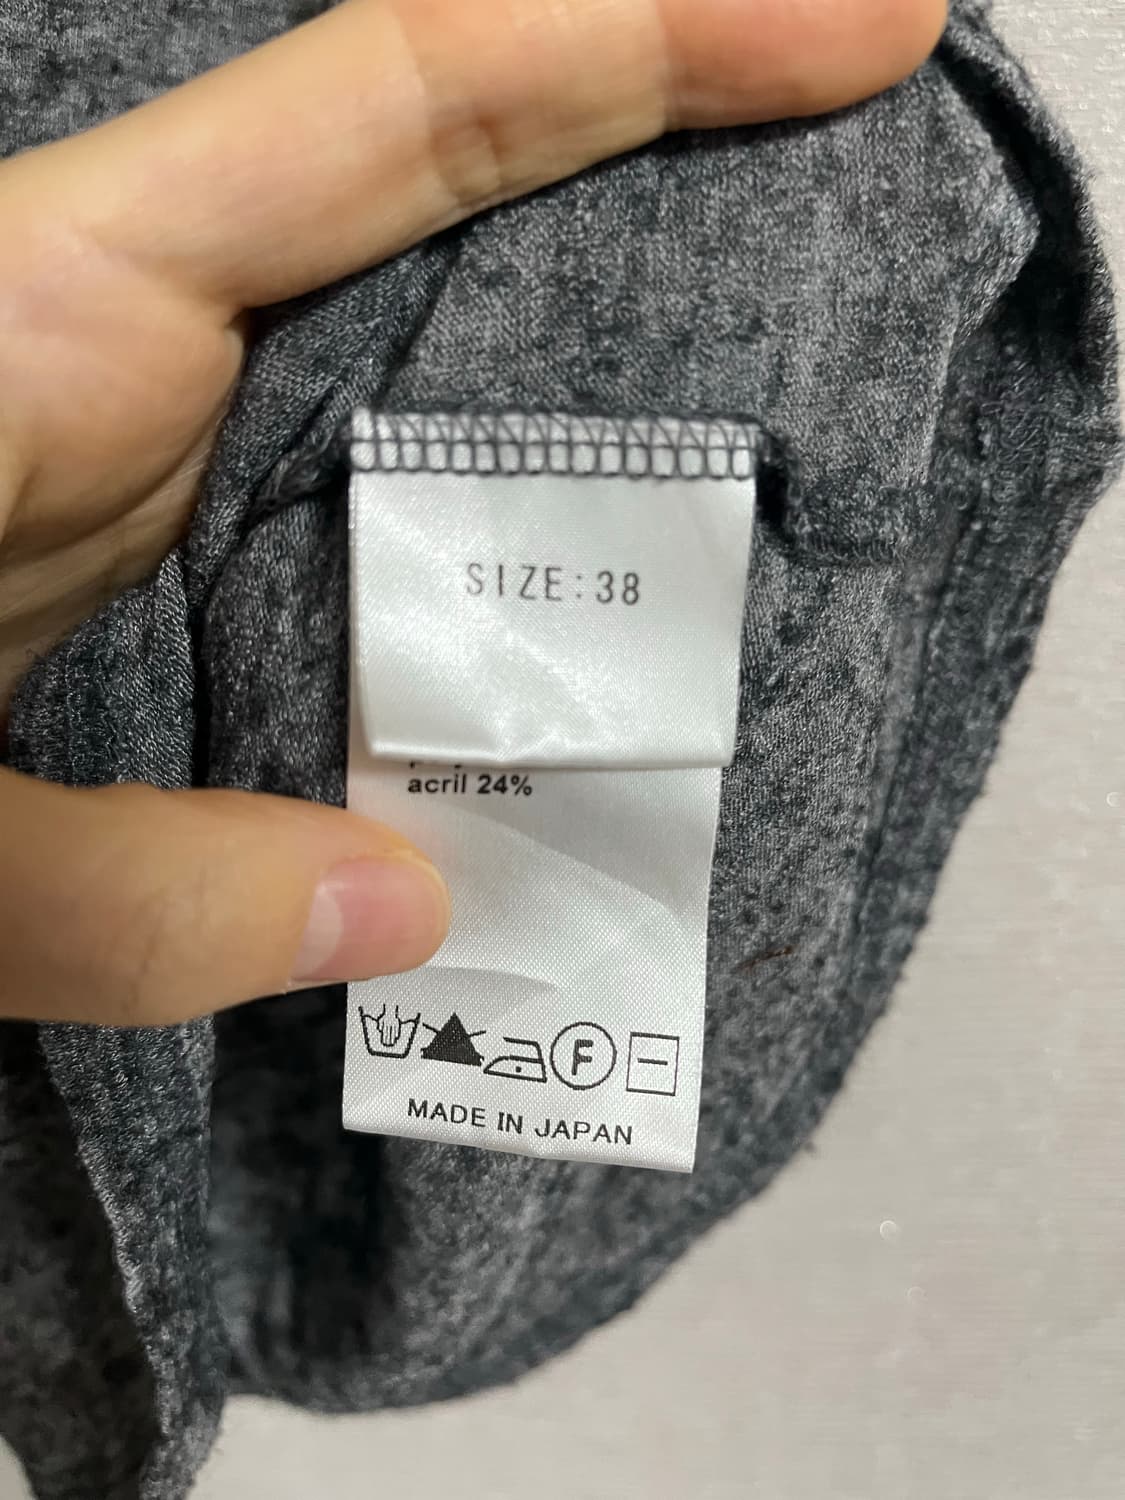 SIZE:38
acril 24%
F
MADE IN JAPAN